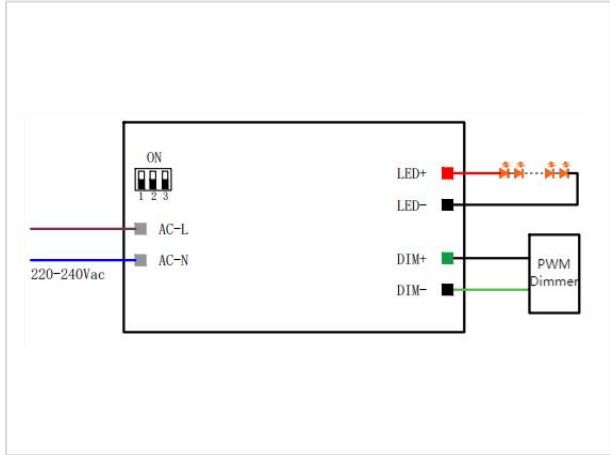 ON
1 2 3
LED+
LED-
AC-L
AC-N
220-240Vac
DIM+
DIM-
PWM
Dimmer